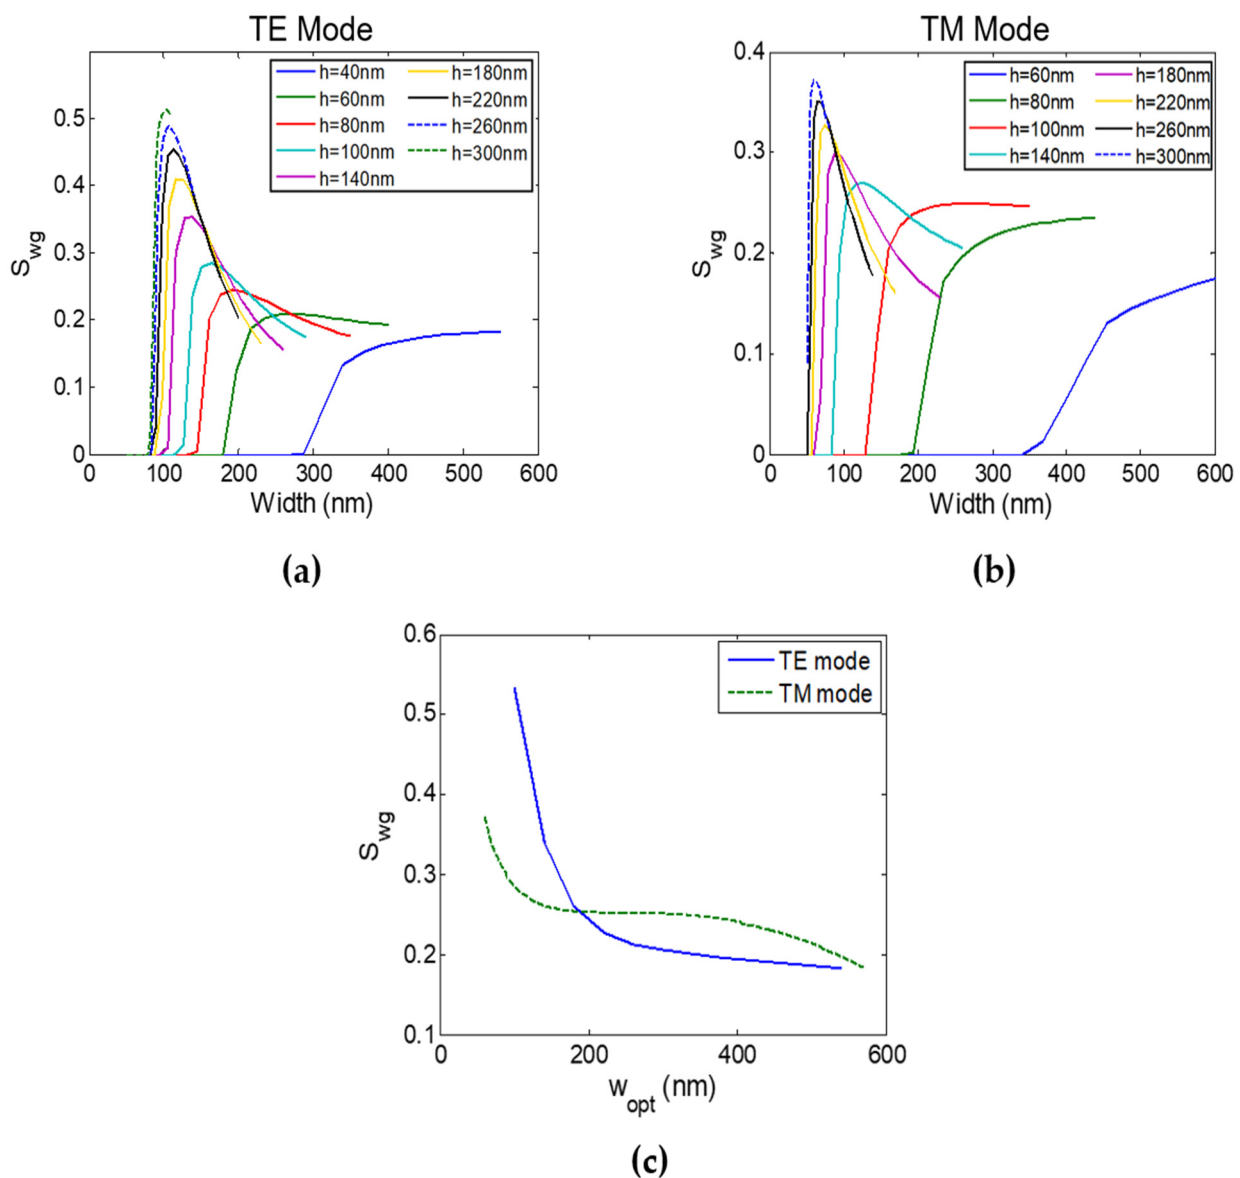 TE Mode
S_wg
0.5
0.4
0.3
0.2
0.1
0
0 100 200 300 400 500 600
Width (nm)
h=40nm h=180nm
h=60nm h=220nm
h=80nm h=260nm
h=100nm h=300nm
h=140nm
(a)
TM Mode
S_wg
0.4
0.3
0.2
0.1
0
0 100 200 300 400 500 600
Width (nm)
h=60nm h=180nm
h=80nm h=220nm
h=100nm h=260nm
h=140nm h=300nm
(b)
S_wg
0.6
0.5
0.4
0.3
0.2
0.1
0 200 400 600
w_opt (nm)
TE mode
TM mode
(c)